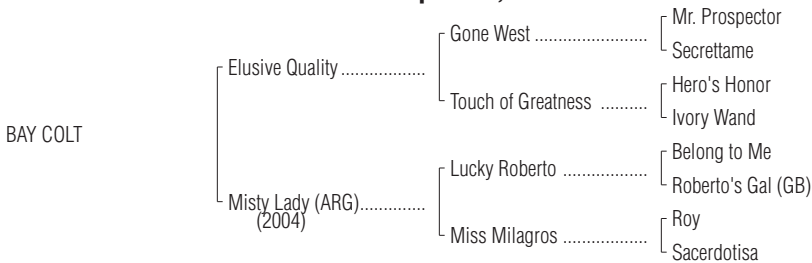 Mr. Prospector
Gone West ........................
Secrettame
Elusive Quality ..................
Hero's Honor
Touch of Greatness ..........
Ivory Wand
BAY COLT
Belong to Me
Lucky Roberto ..................
Roberto's Gal (GB)
Misty Lady (ARG)..............
(2004)
Roy
Miss Milagros ..................
Sacerdotisa